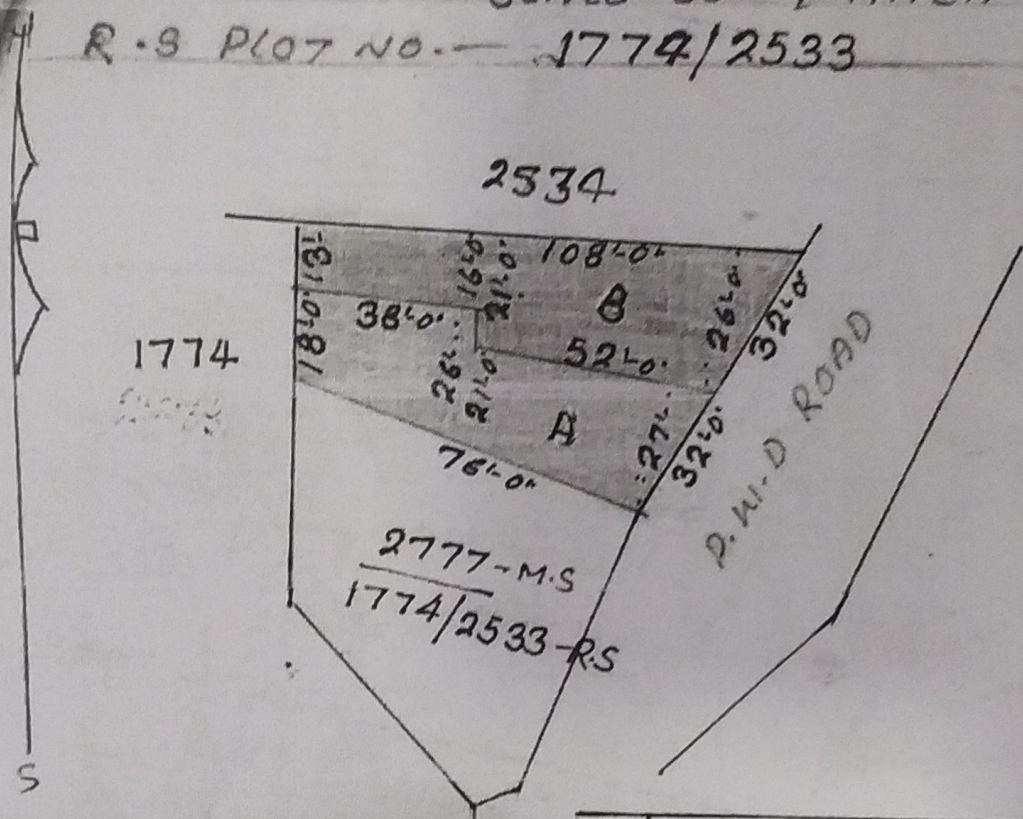 N
R.S PLOT NO.— 1774/2533
2534
108'-0"
13'
16'-0"
21'-0"
B
26'-0"
32'-0"
38'-0"
18'-0"
1774
52'-0"
26'
21'-0"
A
27'
32'-0"
76'-0"
P.W.D ROAD
2777-M.S
1774/2533-R.S
S